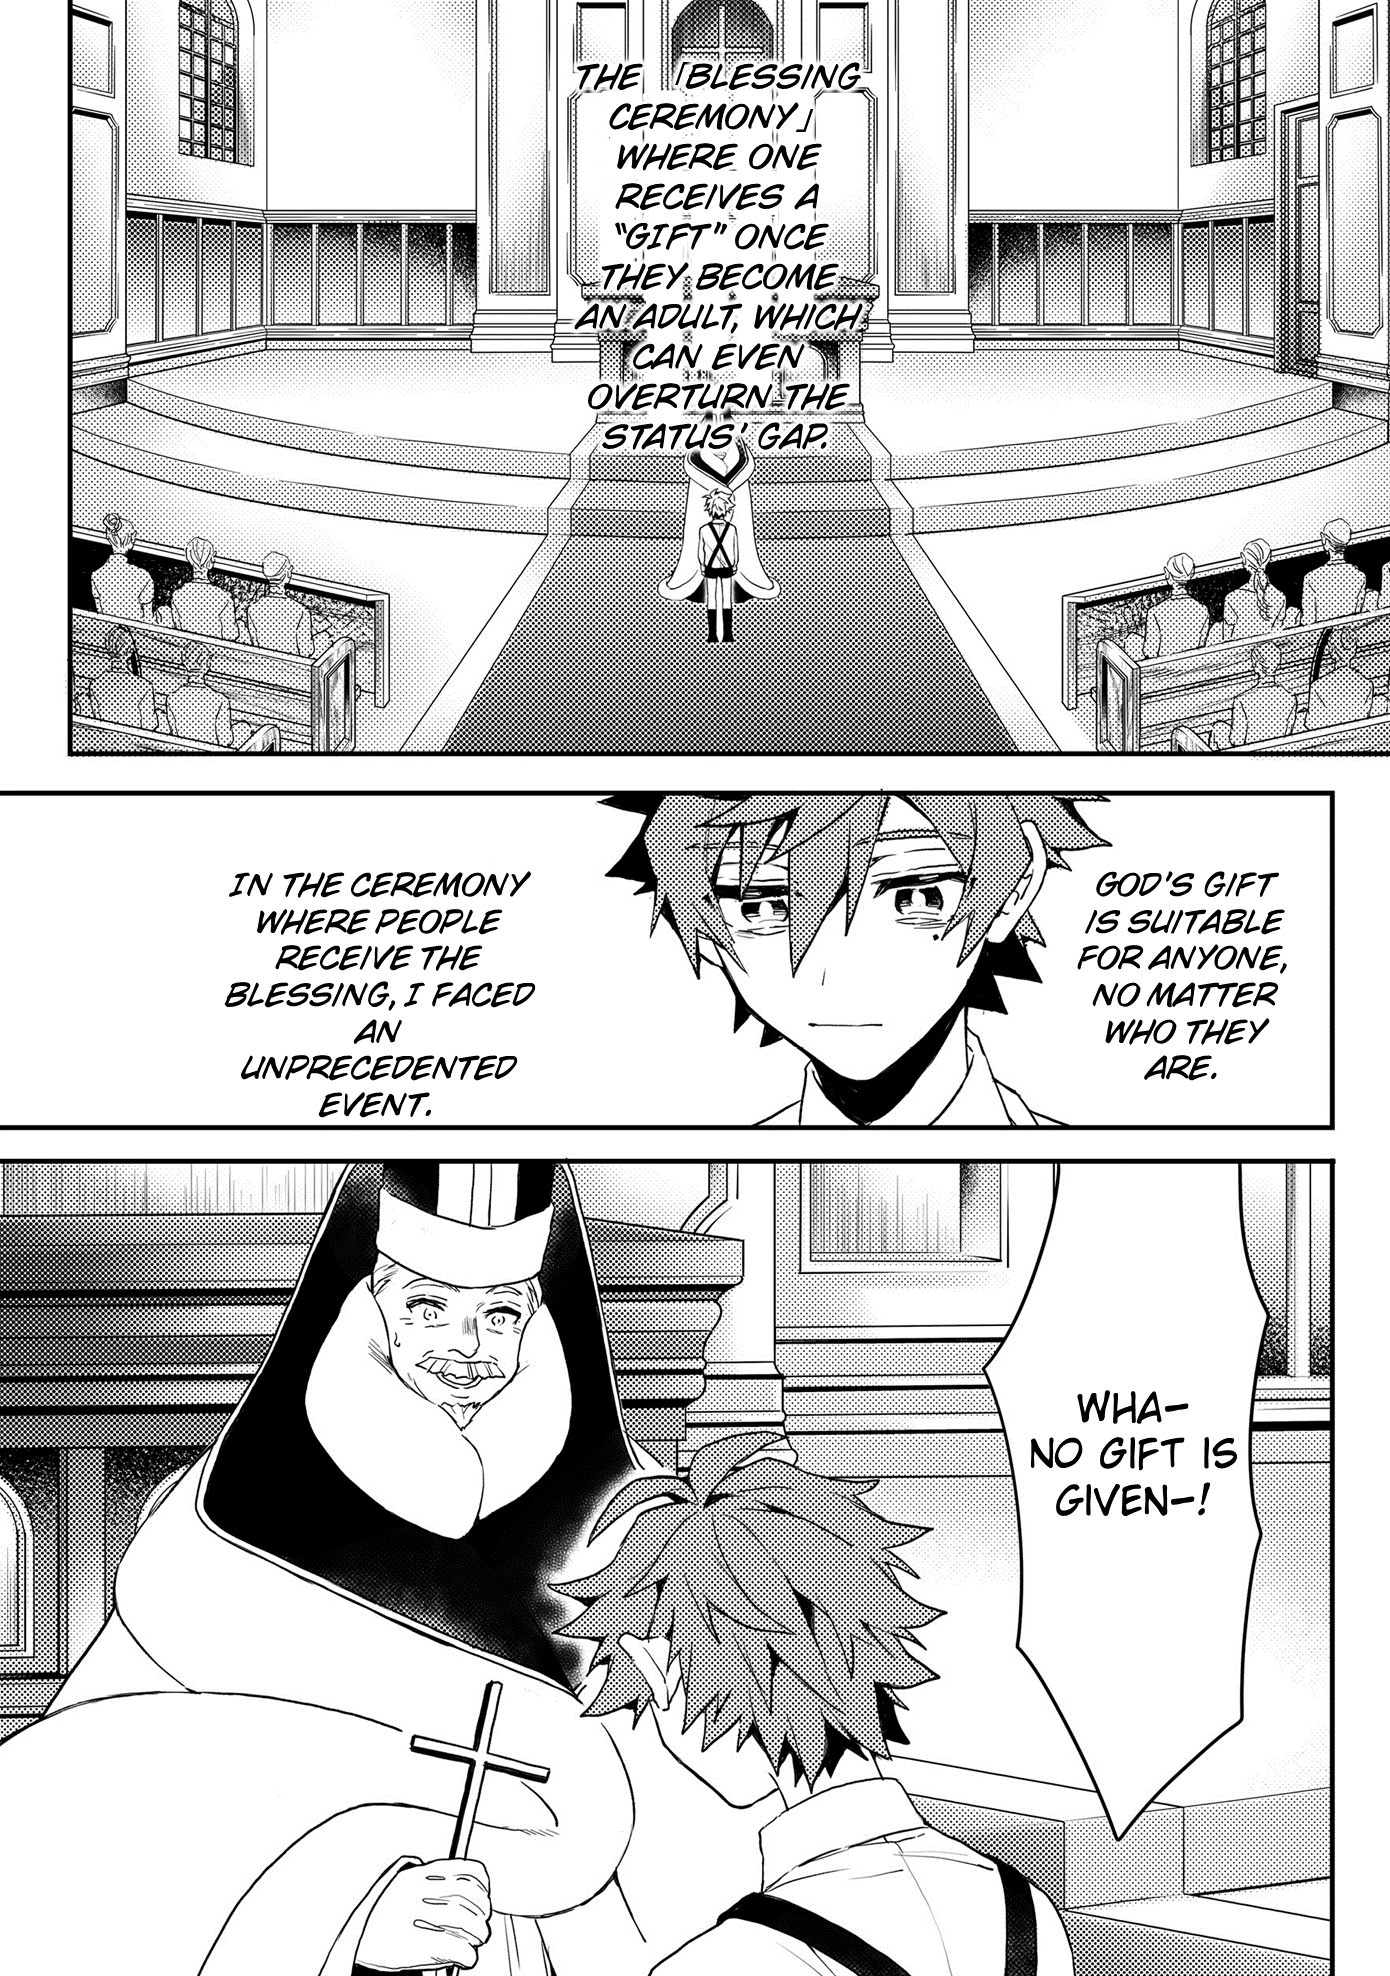 THE 「BLESSING
CEREMONY」
WHERE ONE
RECEIVES A
"GIFT" ONCE
THEY BECOME
AN ADULT, WHICH
CAN EVEN
OVERTURN THE
STATUS' GAP.
GOD'S GIFT
IS SUITABLE
FOR ANYONE,
NO MATTER
WHO THEY
ARE.
IN THE CEREMONY
WHERE PEOPLE
RECEIVE THE
BLESSING, I FACED
AN
UNPRECEDENTED
EVENT.
WHA-
NO GIFT IS
GIVEN-!